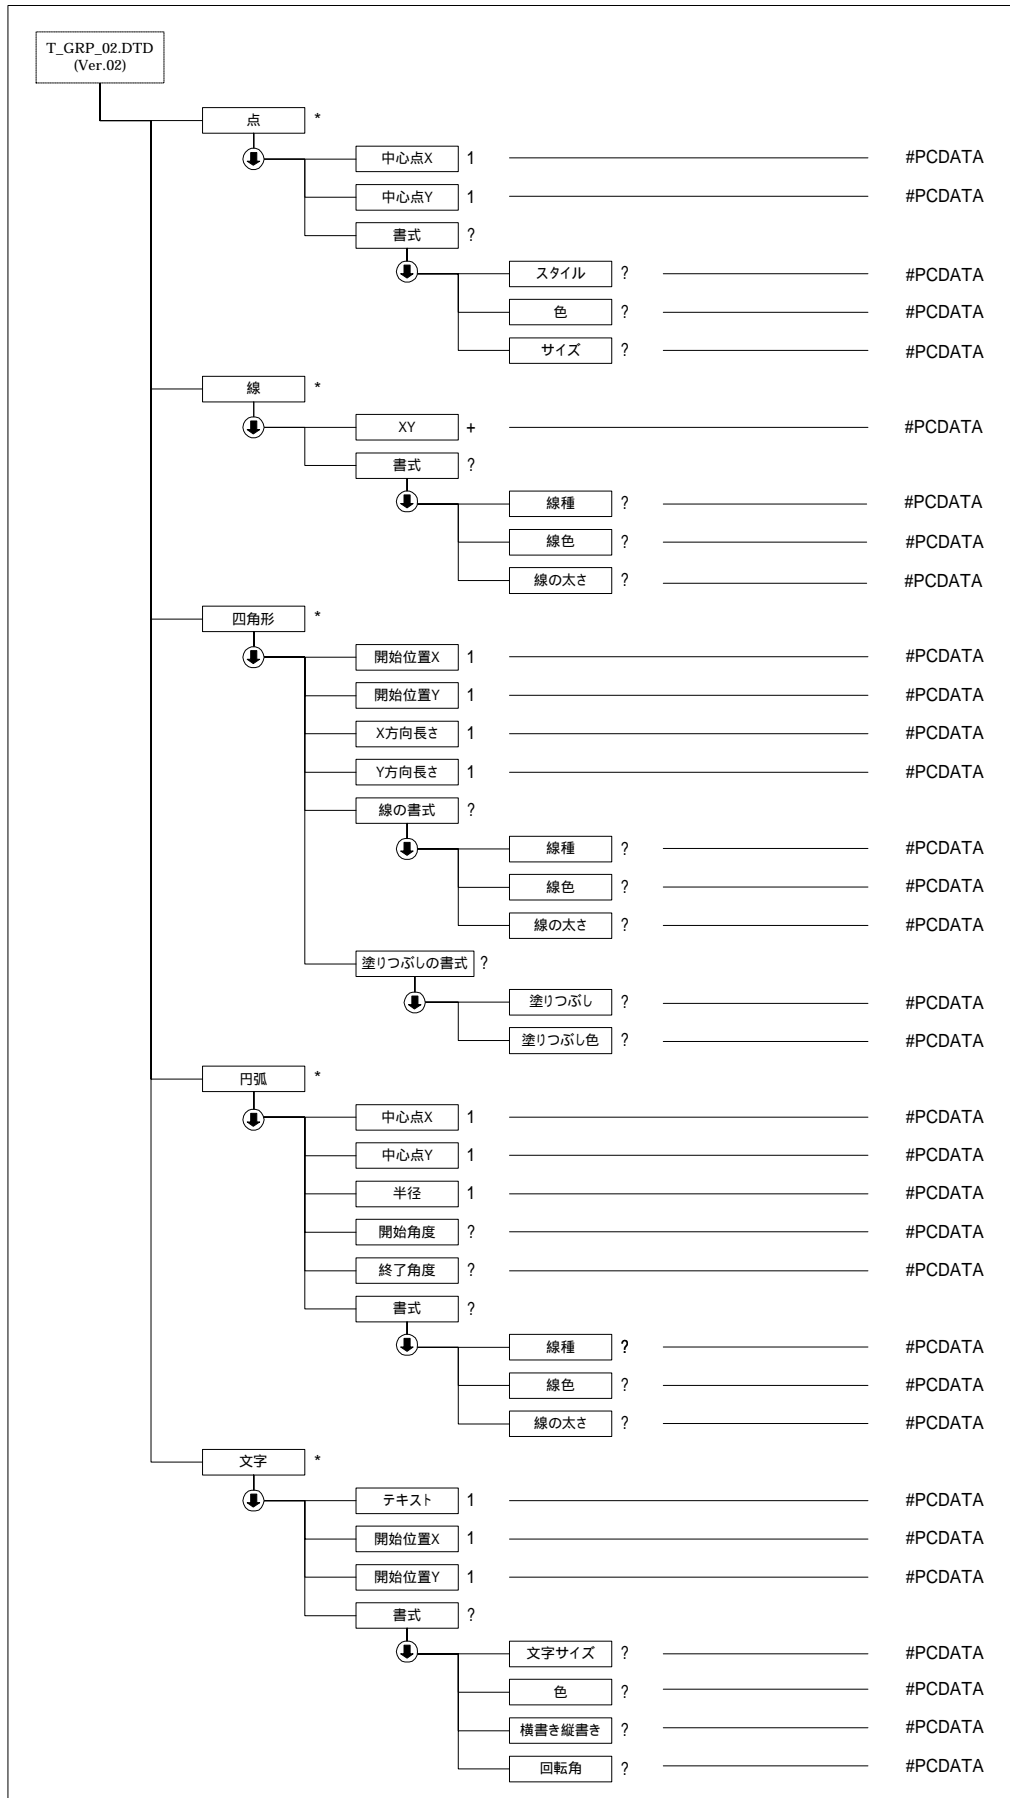 T_GRP_02.DTD
(Ver.02)
点 *
中心点X 1 #PCDATA
中心点Y 1 #PCDATA
書式 ?
スタイル ? #PCDATA
色 ? #PCDATA
サイズ ? #PCDATA
線 *
XY + #PCDATA
書式 ?
線種 ? #PCDATA
線色 ? #PCDATA
線の太さ ? #PCDATA
四角形 *
開始位置X 1 #PCDATA
開始位置Y 1 #PCDATA
X方向長さ 1 #PCDATA
Y方向長さ 1 #PCDATA
線の書式 ?
線種 ? #PCDATA
線色 ? #PCDATA
線の太さ ? #PCDATA
塗りつぶしの書式 ?
塗りつぶし ? #PCDATA
塗りつぶし色 ? #PCDATA
円弧 *
中心点X 1 #PCDATA
中心点Y 1 #PCDATA
半径 1 #PCDATA
開始角度 ? #PCDATA
終了角度 ? #PCDATA
書式 ?
線種 ? #PCDATA
線色 ? #PCDATA
線の太さ ? #PCDATA
文字 *
テキスト 1 #PCDATA
開始位置X 1 #PCDATA
開始位置Y 1 #PCDATA
書式 ?
文字サイズ ? #PCDATA
色 ? #PCDATA
横書き縦書き ? #PCDATA
回転角 ? #PCDATA